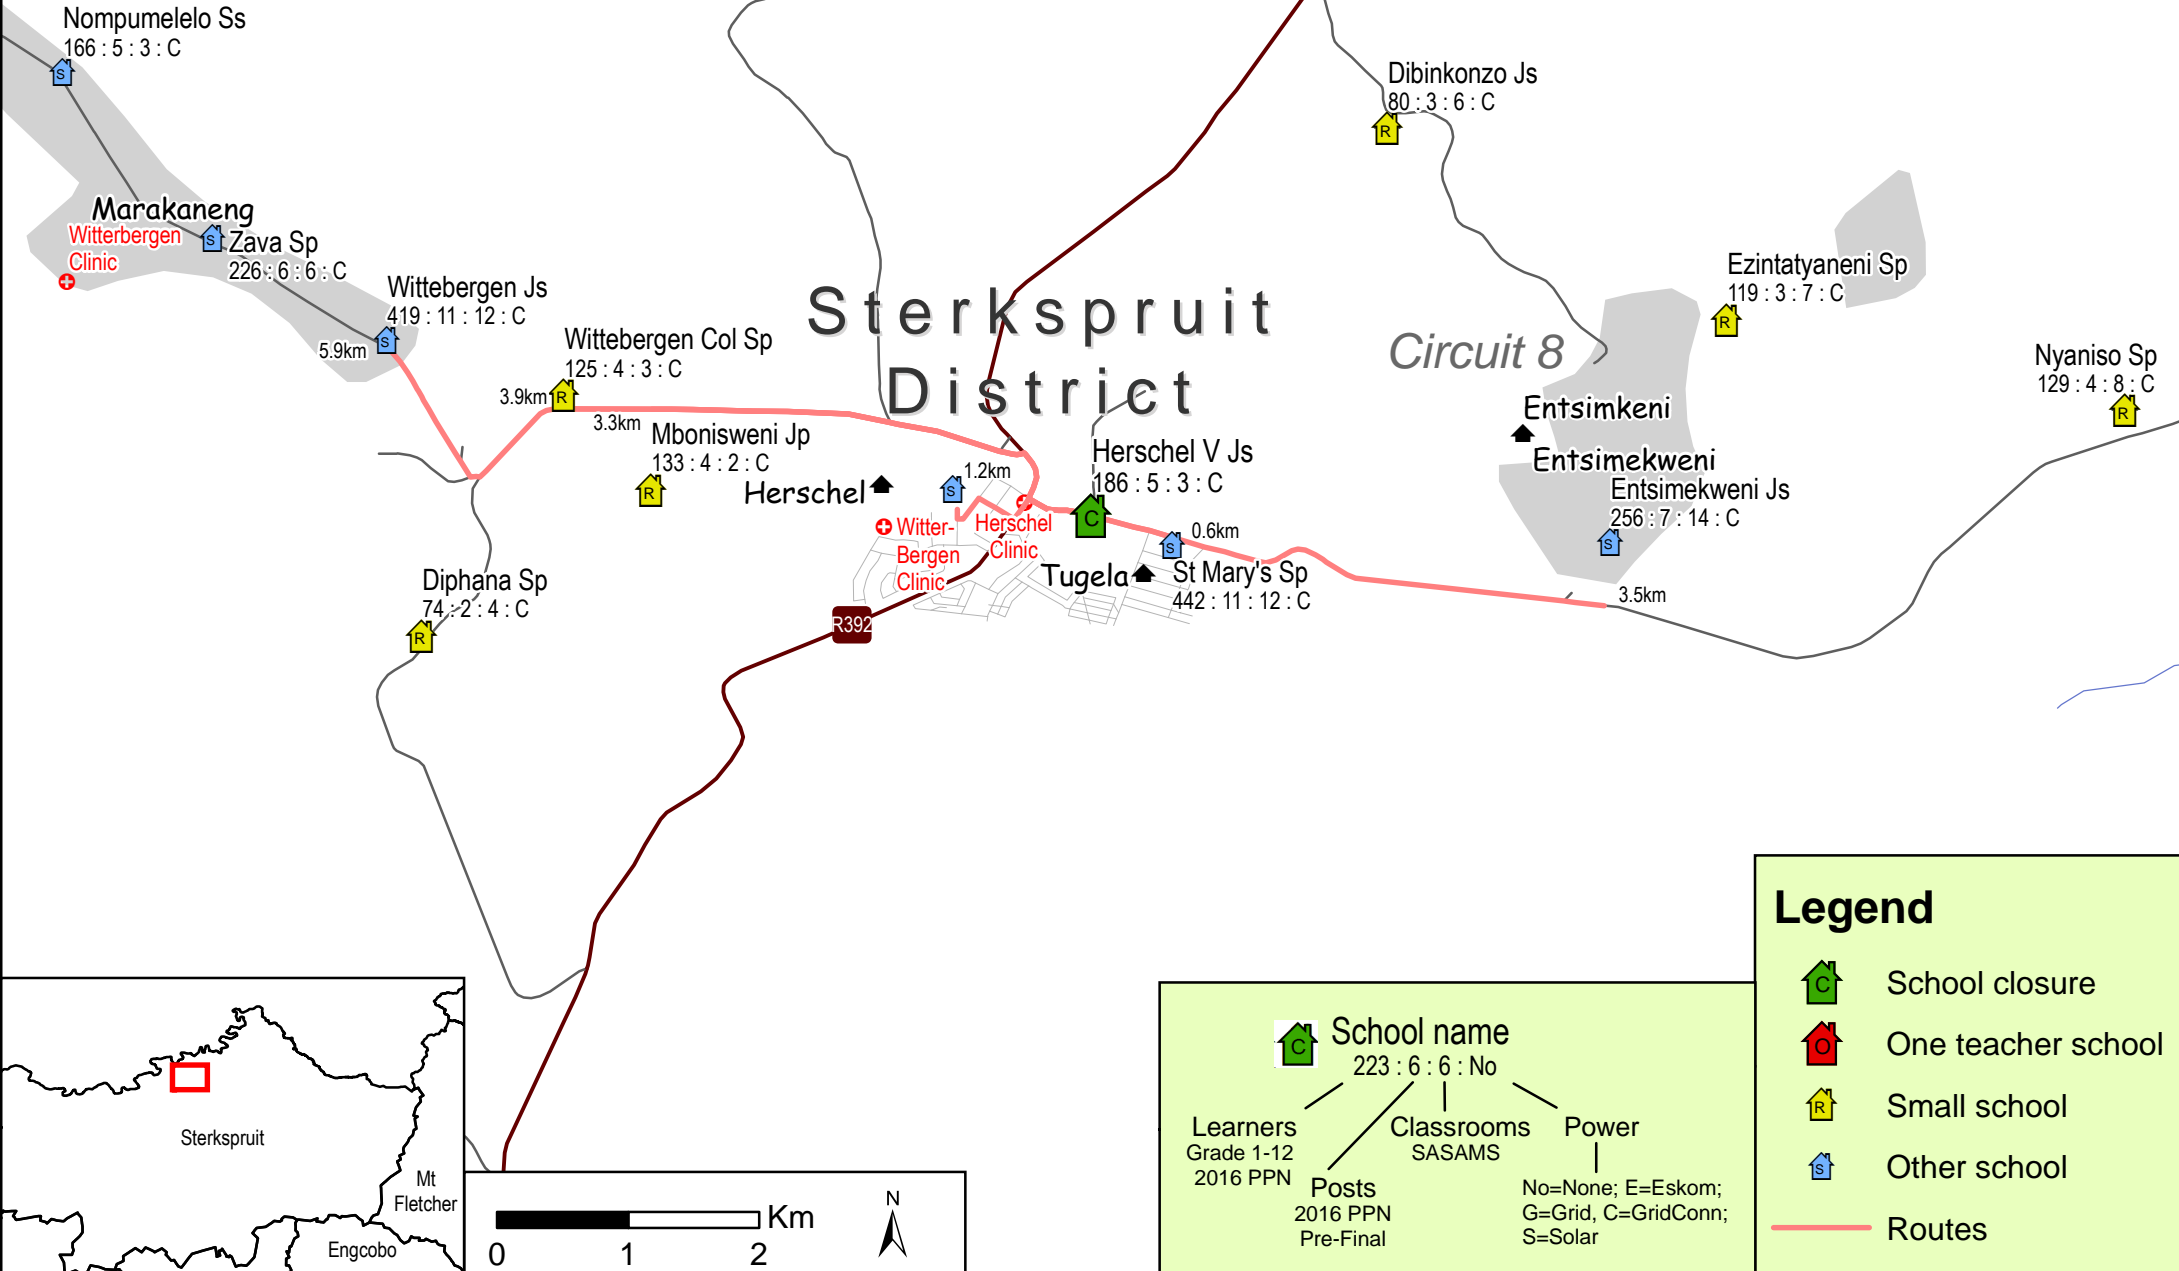 Nompumelelo Ss
166 : 5 : 3 : C
S
Dibinkonzo Js
80 : 3 : 6 : C
R
Marakaneng
Witterbergen
Clinic
S
Zava Sp
226 : 6 : 6 : C
Wittebergen Js
419 : 11 : 12 : C
S
5.9km
Wittebergen Col Sp
125 : 4 : 3 : C
3.9km
R
3.3km
Sterkspruit
District
Circuit 8
Ezintatyaneni Sp
119 : 3 : 7 : C
R
Nyaniso Sp
129 : 4 : 8 : C
R
Mbonisweni Jp
133 : 4 : 2 : C
R
Herschel
S
1.2km
Herschel V Js
186 : 5 : 3 : C
C
Witter-
Bergen
Clinic
Herschel
Clinic
Entsimkeni
Entsimekweni
Entsimekweni Js
256 : 7 : 14 : C
S
S
0.6km
Tugela
St Mary's Sp
442 : 11 : 12 : C
3.5km
Diphana Sp
74 : 2 : 4 : C
R
R392
Sterkspruit
Mt
Fletcher
Engcobo
Km
0 1 2
N
C
School name
223 : 6 : 6 : No
Learners
Grade 1-12
2016 PPN
Posts
2016 PPN
Pre-Final
Classrooms
SASAMS
Power
No=None; E=Eskom;
G=Grid, C=GridConn;
S=Solar
Legend
C School closure
O One teacher school
R Small school
S Other school
Routes